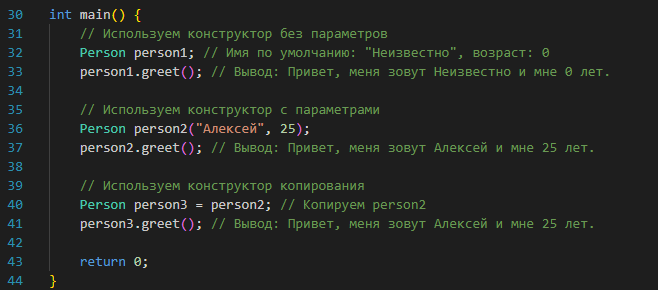 30 int main() {
31 // Используем конструктор без параметров
32 Person person1; // Имя по умолчанию: "Неизвестно", возраст: 0
33 person1.greet(); // Вывод: Привет, меня зовут Неизвестно и мне 0 лет.
34
35 // Используем конструктор с параметрами
36 Person person2("Алексей", 25);
37 person2.greet(); // Вывод: Привет, меня зовут Алексей и мне 25 лет.
38
39 // Используем конструктор копирования
40 Person person3 = person2; // Копируем person2
41 person3.greet(); // Вывод: Привет, меня зовут Алексей и мне 25 лет.
42
43 return 0;
44 }